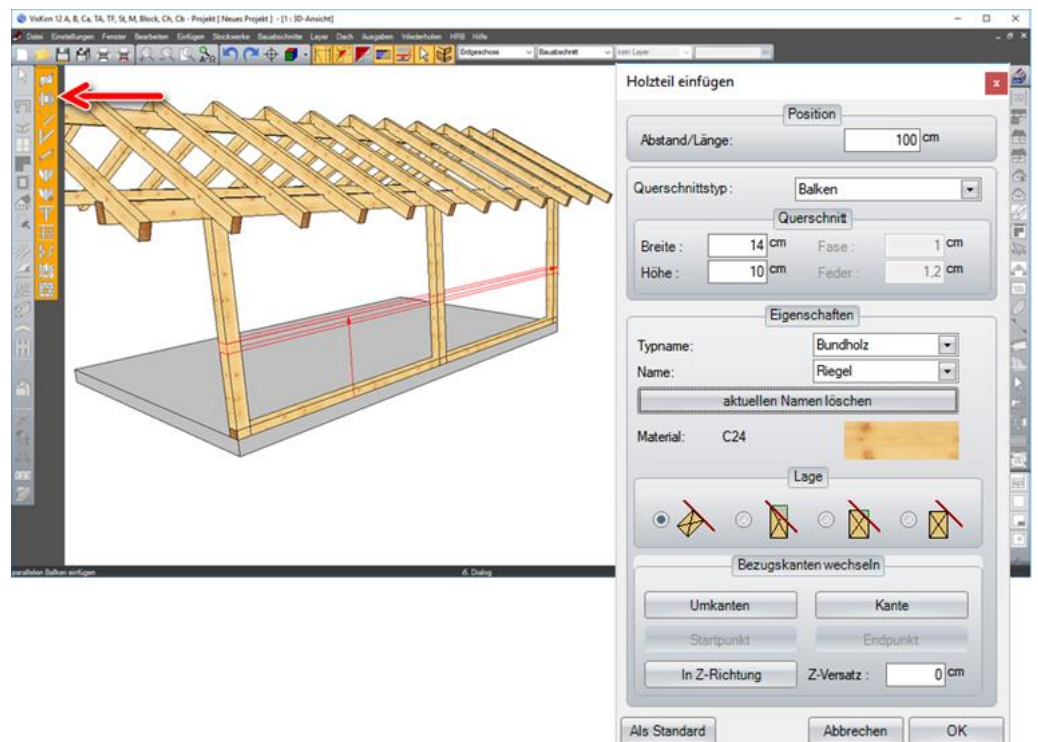 VisKon 12 A, B, Ca, TA, TF, St, M, Block, Ch, Cb - Projekt [ Neues Projekt ] - [1 : 3D-Ansicht]
Datei Einstellungen Fenster Bearbeiten Einfügen Stockwerke Bauabschnitte Layer Dach Ausgaben Wiederholen HRB Hilfe
Erdgeschoss Bauabschnitt kein Layer
Holzteil einfügen
Position
Abstand/Länge: 100 cm
Querschnittstyp : Balken
Querschnitt
Breite : 14 cm Fase : 1 cm
Höhe : 10 cm Feder : 1,2 cm
Eigenschaften
Typname: Bundholz
Name: Riegel
aktuellen Namen löschen
Material: C24
Lage
Bezugskanten wechseln
Umkanten Kante
Startpunkt Endpunkt
In Z-Richtung Z-Versatz : 0 cm
Als Standard Abbrechen OK
parallelen Balken einfügen 6. Dialog